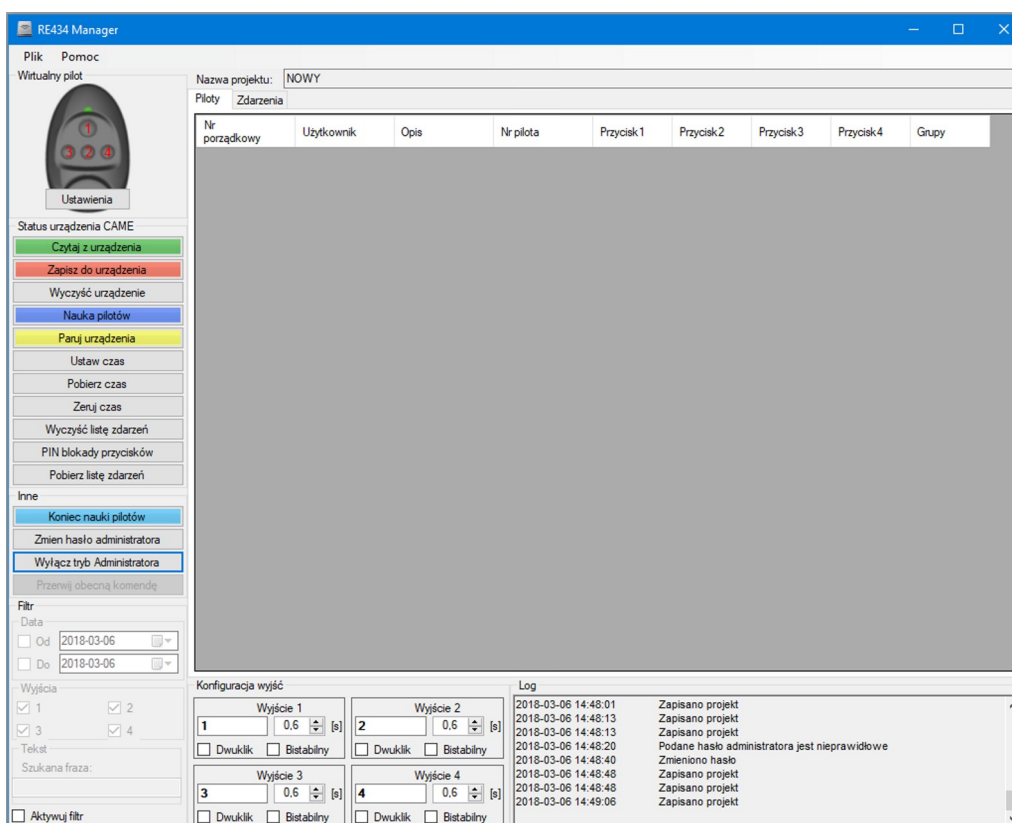 RE434 Manager
Plik Pomoc
Wirtualny pilot
1
3 2 4
Ustawienia
Status urządzenia CAME
Czytaj z urządzenia
Zapisz do urządzenia
Wyczyść urządzenie
Nauka pilotów
Paruj urządzenia
Ustaw czas
Pobierz czas
Zeruj czas
Wyczyść listę zdarzeń
PIN blokady przycisków
Pobierz listę zdarzeń
Inne
Koniec nauki pilotów
Zmien hasło administratora
Wyłącz tryb Administratora
Przerwij obecną komendę
Filtr
Data
Od 2018-03-06
Do 2018-03-06
Wyjścia
1 2
3 4
Tekst
Szukana fraza:
Aktywuj filtr
Nazwa projektu: NOWY
Piloty Zdarzenia
Nr porządkowy Użytkownik Opis Nr pilota Przycisk1 Przycisk2 Przycisk3 Przycisk4 Grupy
Konfiguracja wyjść
Wyjście 1 Wyjście 2
1 0,6 [s] 2 0,6 [s]
Dwuklik Bistabilny Dwuklik Bistabilny
Wyjście 3 Wyjście 4
3 0,6 [s] 4 0,6 [s]
Dwuklik Bistabilny Dwuklik Bistabilny
Log
2018-03-06 14:48:01 Zapisano projekt
2018-03-06 14:48:13 Zapisano projekt
2018-03-06 14:48:13 Zapisano projekt
2018-03-06 14:48:20 Podane hasło administratora jest nieprawidłowe
2018-03-06 14:48:40 Zmieniono hasło
2018-03-06 14:48:48 Zapisano projekt
2018-03-06 14:48:48 Zapisano projekt
2018-03-06 14:49:06 Zapisano projekt